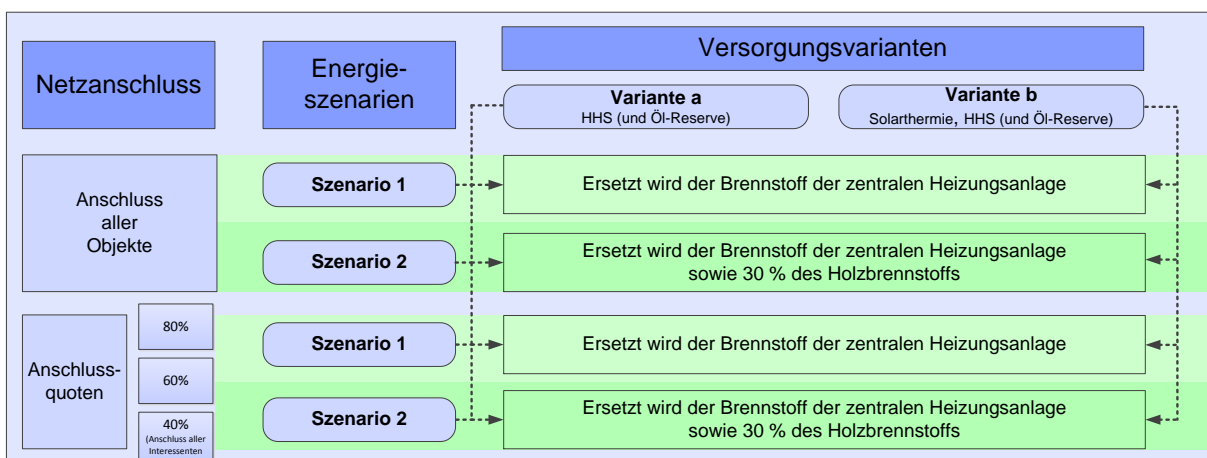 Netzanschluss
Energie-
szenarien
Versorgungsvarianten
Variante a
HHS (und Öl-Reserve)
Variante b
Solarthermie, HHS (und Öl-Reserve)
Anschluss
aller
Objekte
Szenario 1
Ersetzt wird der Brennstoff der zentralen Heizungsanlage
Szenario 2
Ersetzt wird der Brennstoff der zentralen Heizungsanlage
sowie 30 % des Holzbrennstoffs
Anschluss-
quoten
80%
60%
40%
(Anschluss aller
Interessenten
Szenario 1
Ersetzt wird der Brennstoff der zentralen Heizungsanlage
Szenario 2
Ersetzt wird der Brennstoff der zentralen Heizungsanlage
sowie 30 % des Holzbrennstoffs